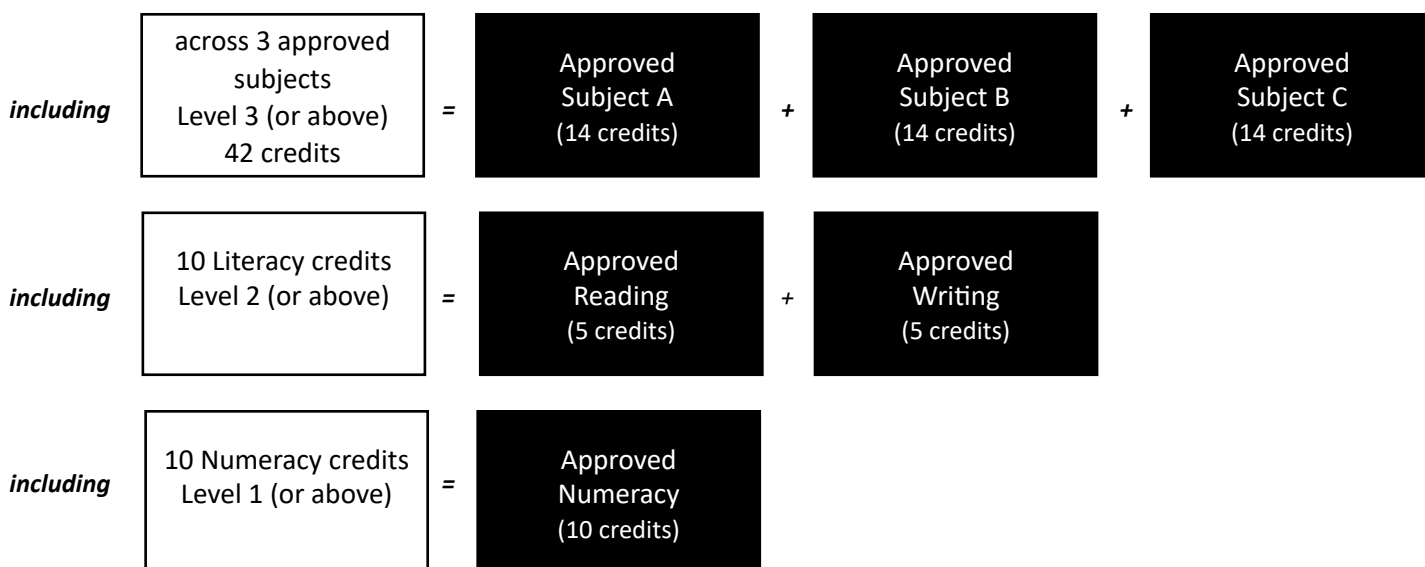 across 3 approved
subjects
Level 3 (or above)
42 credits
including
=
Approved
Subject A
(14 credits)
+
Approved
Subject B
(14 credits)
+
Approved
Subject C
(14 credits)
10 Literacy credits
Level 2 (or above)
including
=
Approved
Reading
(5 credits)
+
Approved
Writing
(5 credits)
10 Numeracy credits
Level 1 (or above)
including
=
Approved
Numeracy
(10 credits)